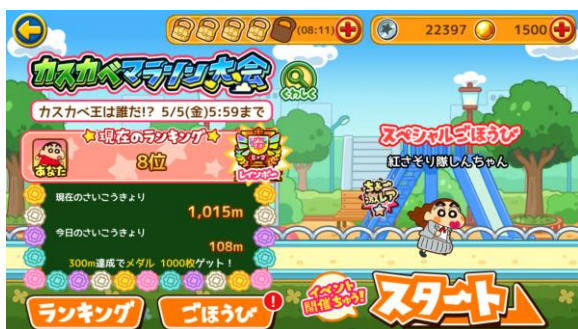 (08:11)
22397
1500
カスカベマラソン大会
くわしく
カスカベ王は誰だ!? 5/5(金)5:59まで
現在のランキング
あなた
8位
レインボー
現在のさいこうきょり
1,015m
今日のさいこうきょり
108m
300m達成でメダル 1000枚ゲット!
スペシャルごほうび
紅さそり隊しんちゃん
ちょー
激レア
ランキング
ごほうび
!
イベント
開催ちゅう!
スタート